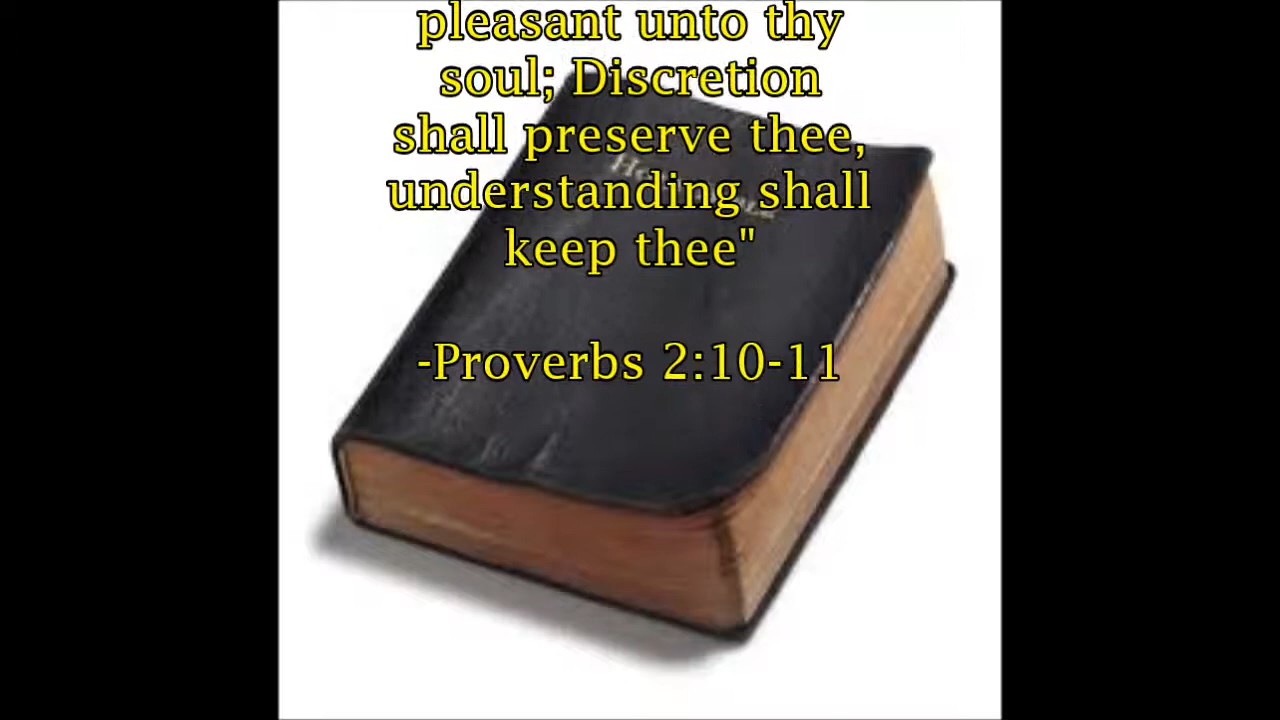 pleasant unto thy
soul; Discretion
shall preserve thee,
understanding shall
keep thee"
-Proverbs 2:10-11